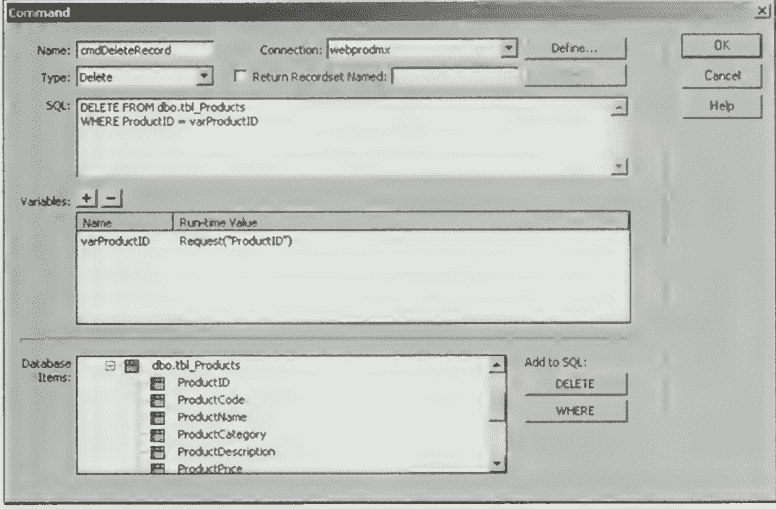 Command
Name: cmdDeleteRecord Connection: webprodmx Define...
OK
Type: Delete Return Recordset Named:
Cancel
SQL: DELETE FROM dbo.tbl_Products
WHERE ProductID = varProductID
Help
Variables: + −
Name Run-time Value
varProductID Request("ProductID")
Database Items:
dbo.tbl_Products
ProductID
ProductCode
ProductName
ProductCategory
ProductDescription
ProductPrice
Add to SQL:
DELETE
WHERE